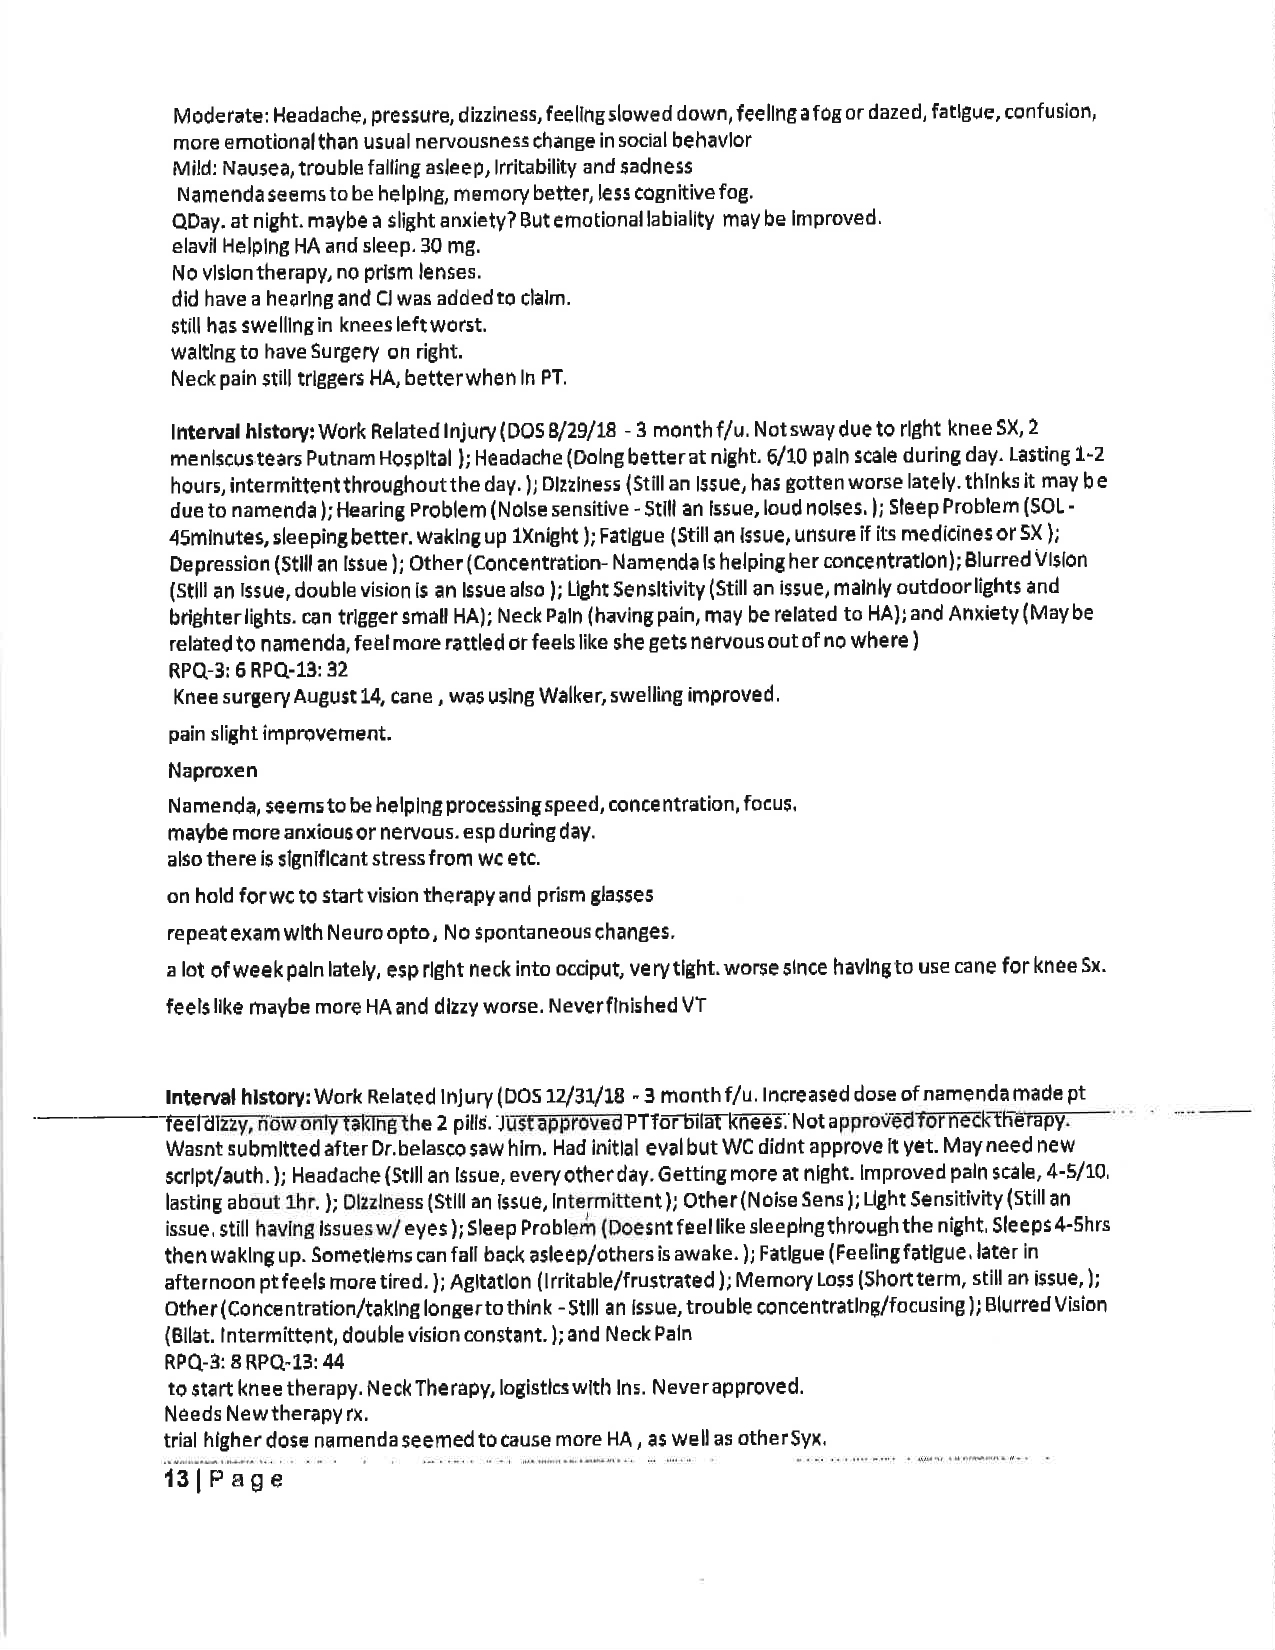 Moderate: Headache, pressure, dizziness, feeling slowed down, feeling a fog or dazed, fatigue, confusion,
more emotional than usual nervousness change in social behavior
Mild: Nausea, trouble falling asleep, Irritability and sadness
Namenda seems to be helping, memory better, less cognitive fog.
QDay. at night. maybe a slight anxiety? But emotional labiality may be improved.
elavil Helping HA and sleep. 30 mg.
No vision therapy, no prism lenses.
did have a hearing and CI was added to claim.
still has swelling in knees left worst.
waiting to have Surgery on right.
Neck pain still triggers HA, better when in PT.
Interval history: Work Related Injury (DOS 8/29/18 - 3 month f/u. Not sway due to right knee SX, 2
meniscus tears Putnam Hospital ); Headache (Doing better at night. 6/10 pain scale during day. Lasting 1-2
hours, intermittent throughout the day. ); Dizziness (Still an issue, has gotten worse lately. thinks it may be
due to namenda ); Hearing Problem (Noise sensitive - Still an issue, loud noises. ); Sleep Problem (SOL -
45minutes, sleeping better. waking up 1Xnight ); Fatigue (Still an issue, unsure if its medicines or SX );
Depression (Still an issue ); Other (Concentration- Namenda is helping her concentration); Blurred Vision
(Still an issue, double vision is an issue also ); Light Sensitivity (Still an issue, mainly outdoor lights and
brighter lights. can trigger small HA); Neck Pain (having pain, may be related to HA); and Anxiety (May be
related to namenda, feel more rattled or feels like she gets nervous out of no where )
RPQ-3: 6 RPQ-13: 32
Knee surgery August 14, cane , was using Walker, swelling improved.
pain slight improvement.
Naproxen
Namenda, seems to be helping processing speed, concentration, focus.
maybe more anxious or nervous. esp during day.
also there is significant stress from wc etc.
on hold for wc to start vision therapy and prism glasses
repeat exam with Neuro opto, No spontaneous changes.
a lot of week pain lately, esp right neck into occiput, very tight. worse since having to use cane for knee Sx.
feels like maybe more HA and dizzy worse. Never finished VT
Interval history: Work Related Injury (DOS 12/31/18 - 3 month f/u. Increased dose of namenda made pt
feel dizzy, now only taking the 2 pills. Just approved PT for bilat knees. Not approved for neck therapy.
Wasnt submitted after Dr.belasco saw him. Had initial eval but WC didnt approve it yet. May need new
script/auth. ); Headache (Still an issue, every other day. Getting more at night. Improved pain scale, 4-5/10.
lasting about 1hr. ); Dizziness (Still an issue, intermittent ); Other (Noise Sens ); Light Sensitivity (Still an
issue. still having issues w/ eyes ); Sleep Problem (Doesnt feel like sleeping through the night. Sleeps 4-5hrs
then waking up. Sometiems can fall back asleep/others is awake. ); Fatigue (Feeling fatigue. later in
afternoon pt feels more tired. ); Agitation (Irritable/frustrated ); Memory Loss (Short term, still an issue, );
Other (Concentration/taking longer to think - Still an issue, trouble concentrating/focusing ); Blurred Vision
(Bilat. Intermittent, double vision constant. ); and Neck Pain
RPQ-3: 8 RPQ-13: 44
to start knee therapy. Neck Therapy, logistics with Ins. Never approved.
Needs New therapy rx.
trial higher dose namenda seemed to cause more HA , as well as other Syx.
13 | P a g e